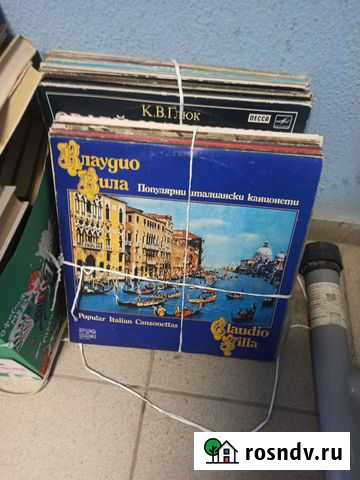 К.В.Глюк
DECCA
Клаудио
Вила
Популярни италиански канцонети
Popular Italian Canzonettas
Claudio
Villa
rosndv.ru